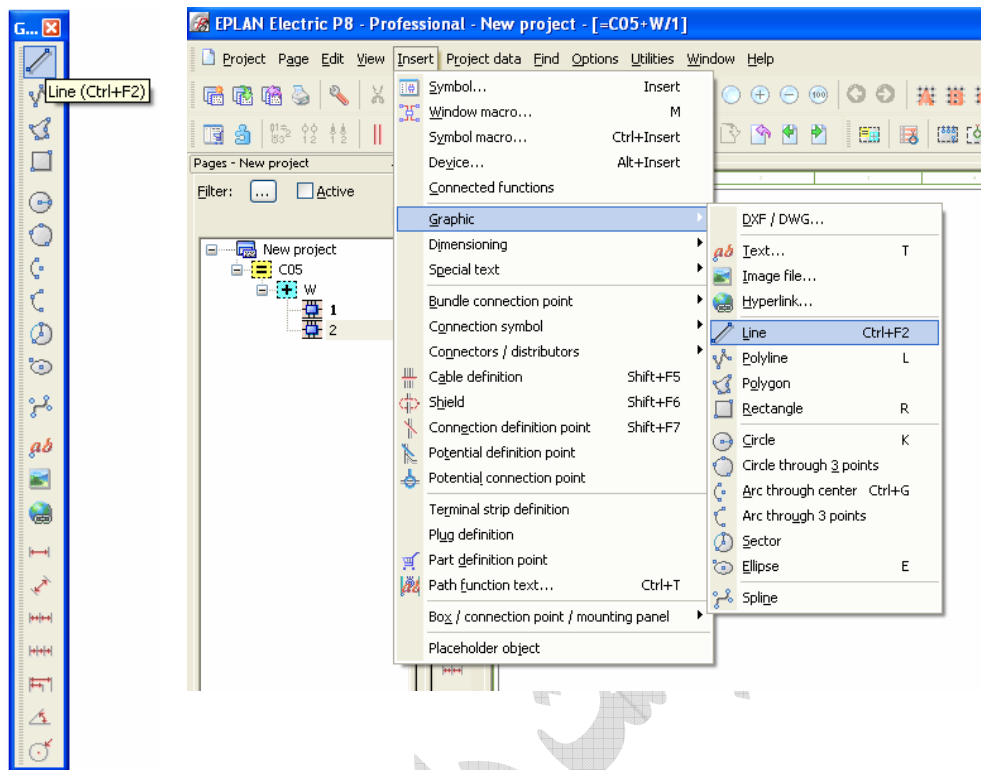 G...
Line (Ctrl+F2)
ab
EPLAN Electric P8 - Professional - New project - [=C05+W/1]
Project Page Edit View Insert Project data Find Options Utilities Window Help
Pages - New project
Filter: ... Active
New project
C05
W
1
2
Symbol... Insert
Window macro... M
Symbol macro... Ctrl+Insert
Device... Alt+Insert
Connected functions
Graphic
Dimensioning
Special text
Bundle connection point
Connection symbol
Connectors / distributors
Cable definition Shift+F5
Shield Shift+F6
Connection definition point Shift+F7
Potential definition point
Potential connection point
Terminal strip definition
Plug definition
Part definition point
Path function text... Ctrl+T
Box / connection point / mounting panel
Placeholder object
DXF / DWG...
ab Text... T
Image file...
Hyperlink...
Line Ctrl+F2
Polyline L
Polygon
Rectangle R
Circle K
Circle through 3 points
Arc through center Ctrl+G
Arc through 3 points
Sector
Ellipse E
Spline